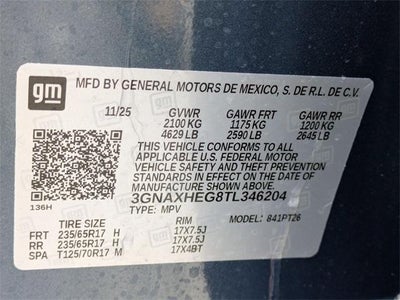 gm MFD BY GENERAL MOTORS DE MEXICO, S. DE R.L. DE C.V.
11/25 GVWR GAWR FRT GAWR RR
2100 KG 1175 KG 1200 KG
4629 LB 2590 LB 2645 LB
THIS VEHICLE CONFORMS TO ALL
APPLICABLE U.S. FEDERAL MOTOR
VEHICLE SAFETY AND THEFT PREVENTION
STANDARDS IN EFFECT ON THE DATE OF
MANUFACTURE SHOWN ABOVE.
3GNAXHEG8TL346204
136H TYPE: MPV MODEL: 841PT26
TIRE SIZE RIM
FRT 235/65R17 H 17X7.5J
RR 235/65R17 H 17X7.5J
SPA T125/70R17 M 17X4BT